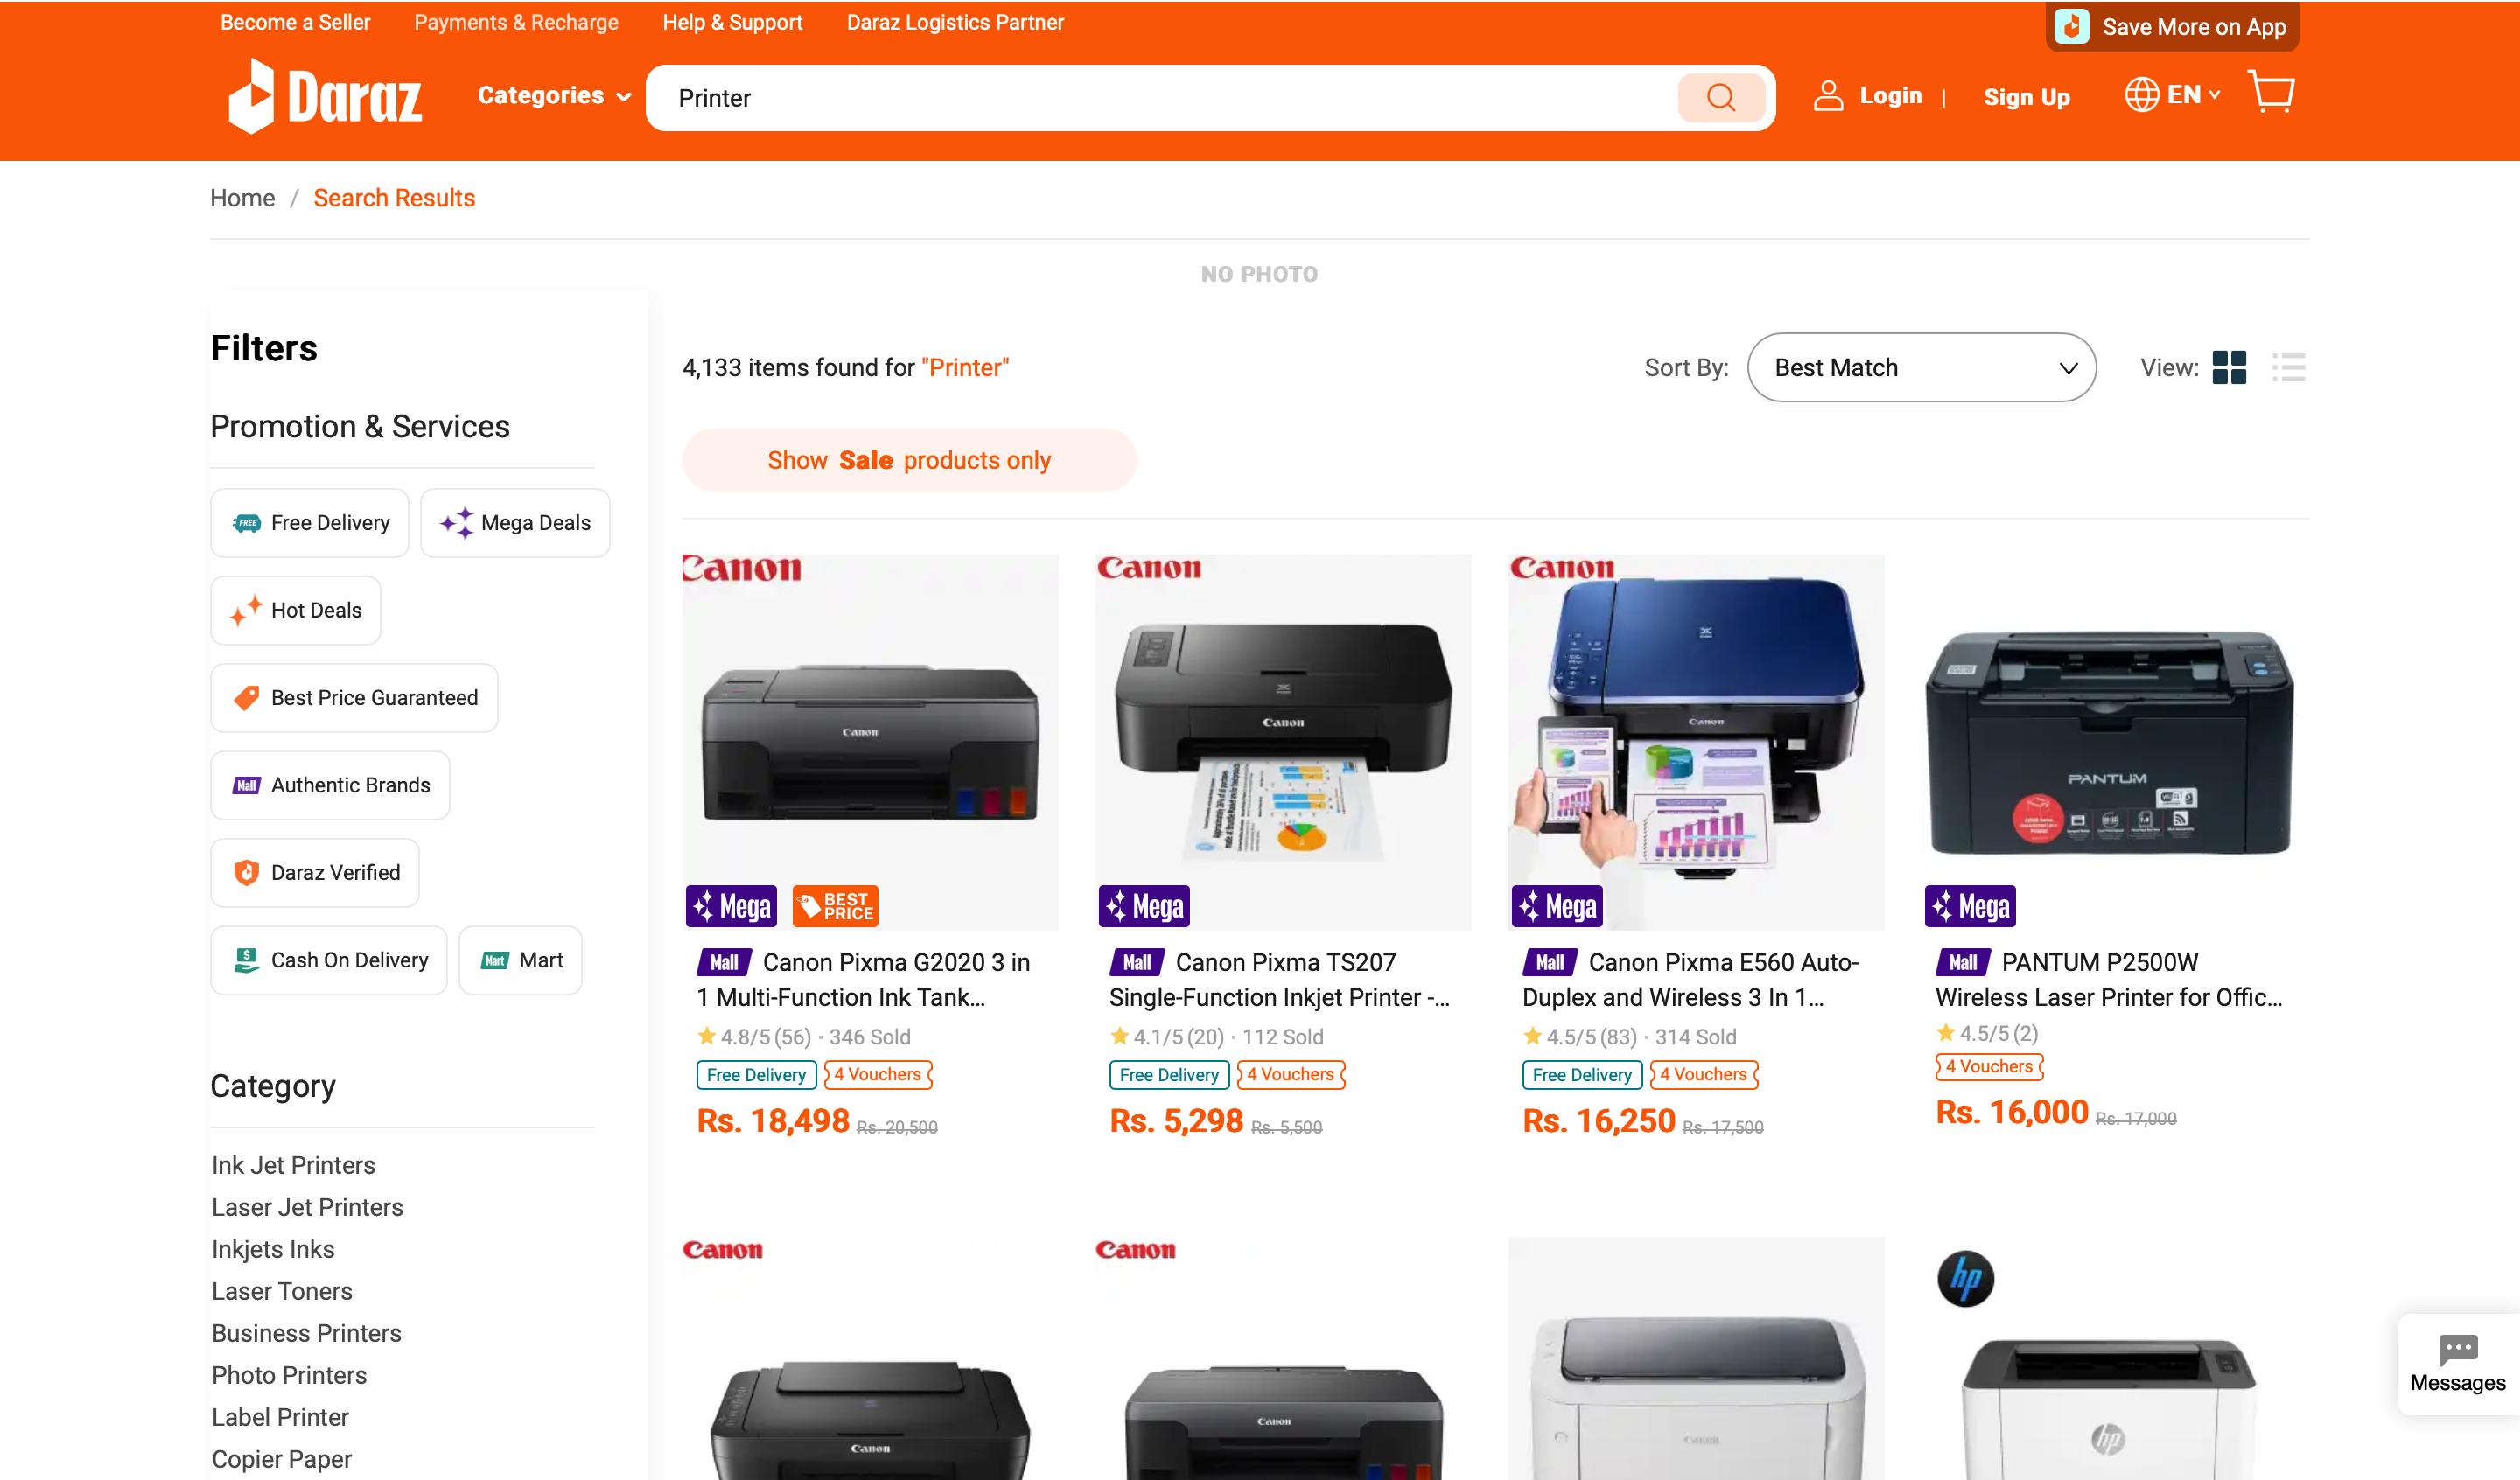 Become a Seller
Payments & Recharge
Help & Support
Daraz Logistics Partner
Save More on App
Daraz
Categories
Printer
Login |
Sign Up
EN
Home / Search Results
NO PHOTO
Filters
Promotion & Services
FREE Free Delivery
Mega Deals
Hot Deals
Best Price Guaranteed
Mall Authentic Brands
Daraz Verified
Cash On Delivery
Mart Mart
Category
Ink Jet Printers
Laser Jet Printers
Inkjets Inks
Laser Toners
Business Printers
Photo Printers
Label Printer
Copier Paper
4,133 items found for "Printer"
Sort By:
Best Match
View:
Show Sale products only
Canon
Canon
Mega
BEST
PRICE
Mall Canon Pixma G2020 3 in
1 Multi-Function Ink Tank...
4.8/5 (56) · 346 Sold
Free Delivery
4 Vouchers
Rs. 18,498 Rs. 20,500
Canon
Canon
Mega
Mall Canon Pixma TS207
Single-Function Inkjet Printer -...
4.1/5 (20) · 112 Sold
Free Delivery
4 Vouchers
Rs. 5,298 Rs. 5,500
Canon
Canon
Mega
Mall Canon Pixma E560 Auto-
Duplex and Wireless 3 In 1...
4.5/5 (83) · 314 Sold
Free Delivery
4 Vouchers
Rs. 16,250 Rs. 17,500
PANTUM
Mega
Mall PANTUM P2500W
Wireless Laser Printer for Offic...
4.5/5 (2)
4 Vouchers
Rs. 16,000 Rs. 17,000
Canon
Canon
Canon
Canon
Canon
hp
hp
Messages